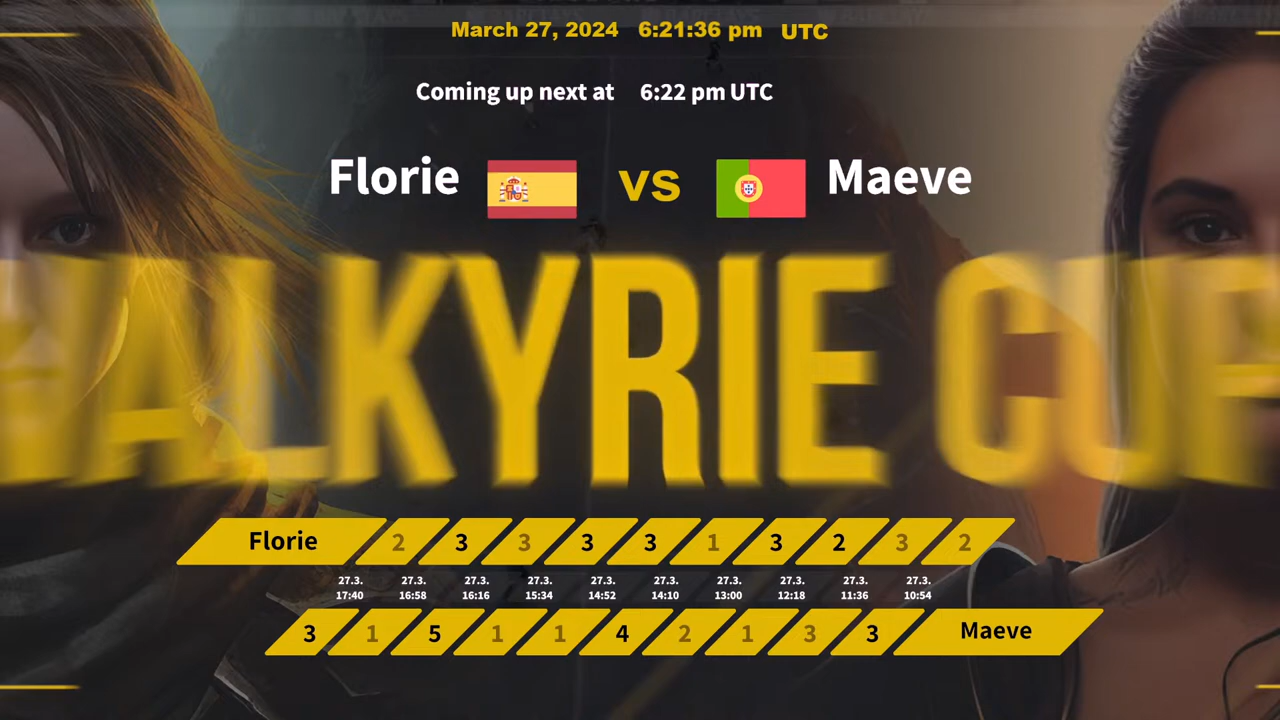 March 27, 2024 6:21:36 pm UTC
Coming up next at 6:22 pm UTC
Florie vs Maeve
VALKYRIE CUP
Florie 2 3 3 3 3 1 3 2 3 2
27.3. 27.3. 27.3. 27.3. 27.3. 27.3. 27.3. 27.3. 27.3. 27.3.
17:40 16:58 16:16 15:34 14:52 14:10 13:00 12:18 11:36 10:54
3 1 5 1 1 4 2 1 3 3 Maeve